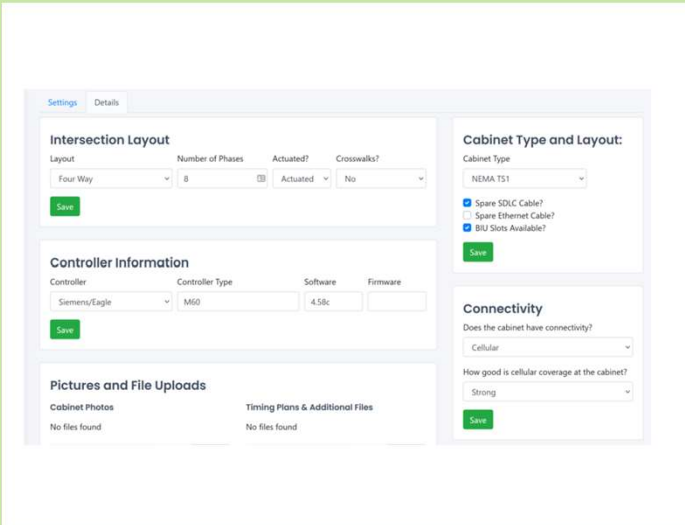 Settings Details
Intersection Layout
Layout Number of Phases Actuated? Crosswalks?
Four Way 8 Actuated No
Save
Controller Information
Controller Controller Type Software Firmware
Siemens/Eagle M60 4.58c
Save
Pictures and File Uploads
Cabinet Photos Timing Plans & Additional Files
No files found No files found
Cabinet Type and Layout:
Cabinet Type
NEMA TS1
Spare SDLC Cable?
Spare Ethernet Cable?
BIU Slots Available?
Save
Connectivity
Does the cabinet have connectivity?
Cellular
How good is cellular coverage at the cabinet?
Strong
Save